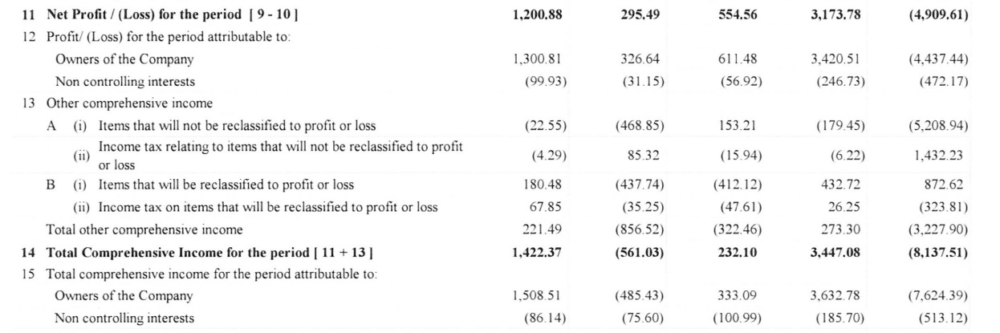 11 Net Profit / (Loss) for the period [ 9 - 10 ] 1,200.88 295.49 554.56 3,173.78 (4,909.61)
12 Profit/ (Loss) for the period attributable to:
Owners of the Company 1,300.81 326.64 611.48 3,420.51 (4,437.44)
Non controlling interests (99.93) (31.15) (56.92) (246.73) (472.17)
13 Other comprehensive income
A (i) Items that will not be reclassified to profit or loss (22.55) (468.85) 153.21 (179.45) (5,208.94)
(ii) Income tax relating to items that will not be reclassified to profit
or loss (4.29) 85.32 (15.94) (6.22) 1,432.23
B (i) Items that will be reclassified to profit or loss 180.48 (437.74) (412.12) 432.72 872.62
(ii) Income tax on items that will be reclassified to profit or loss 67.85 (35.25) (47.61) 26.25 (323.81)
Total other comprehensive income 221.49 (856.52) (322.46) 273.30 (3,227.90)
14 Total Comprehensive Income for the period [ 11 + 13 ] 1,422.37 (561.03) 232.10 3,447.08 (8,137.51)
15 Total comprehensive income for the period attributable to:
Owners of the Company 1,508.51 (485.43) 333.09 3,632.78 (7,624.39)
Non controlling interests (86.14) (75.60) (100.99) (185.70) (513.12)